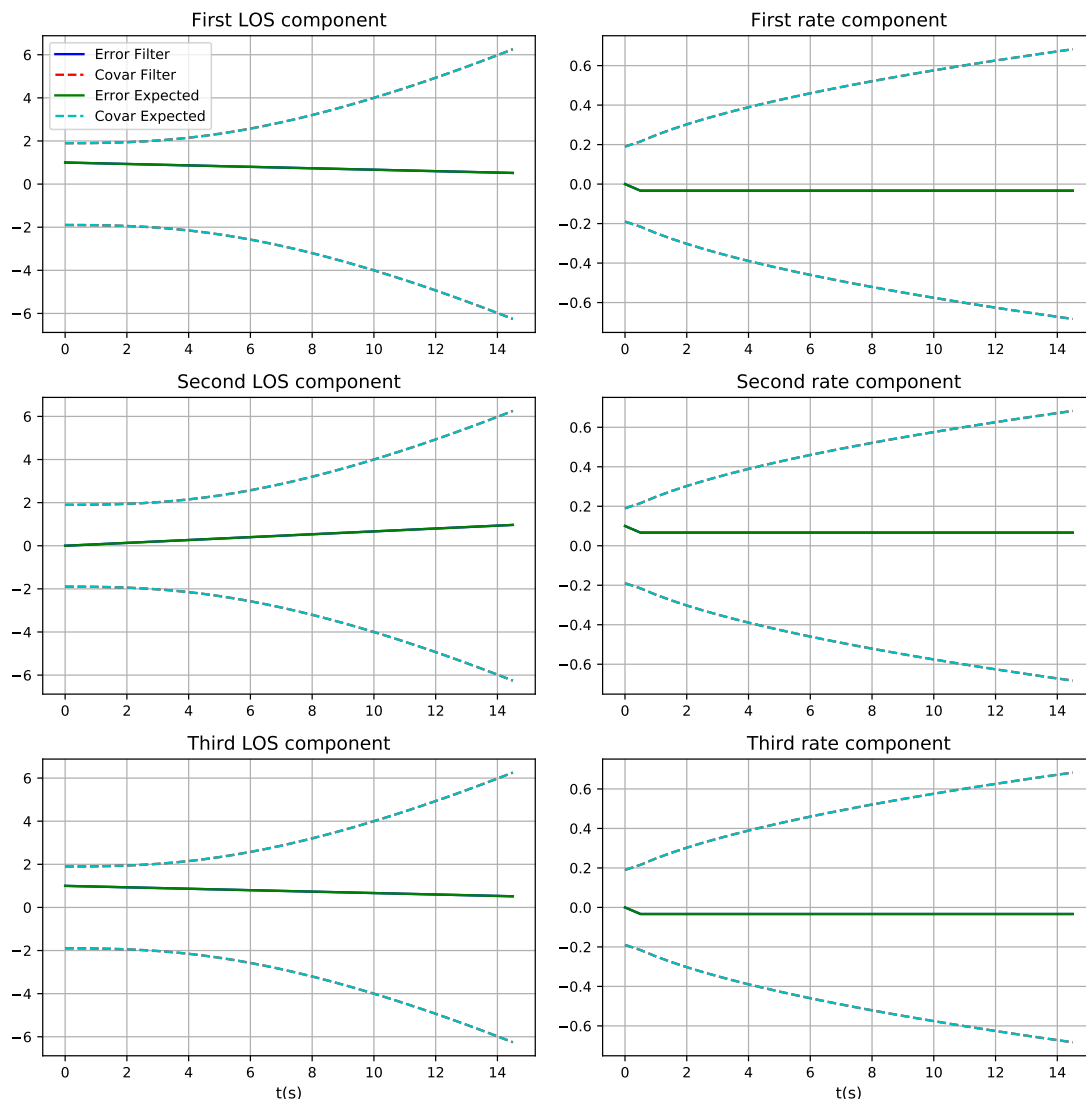 First LOS component
6
4
2
0
−2
−4
−6
Error Filter
Covar Filter
Error Expected
Covar Expected
0 2 4 6 8 10 12 14
First rate component
0.6
0.4
0.2
0.0
−0.2
−0.4
−0.6
0 2 4 6 8 10 12 14
Second LOS component
6
4
2
0
−2
−4
−6
0 2 4 6 8 10 12 14
Second rate component
0.6
0.4
0.2
0.0
−0.2
−0.4
−0.6
0 2 4 6 8 10 12 14
Third LOS component
6
4
2
0
−2
−4
−6
0 2 4 6 8 10 12 14
t(s)
Third rate component
0.6
0.4
0.2
0.0
−0.2
−0.4
−0.6
0 2 4 6 8 10 12 14
t(s)